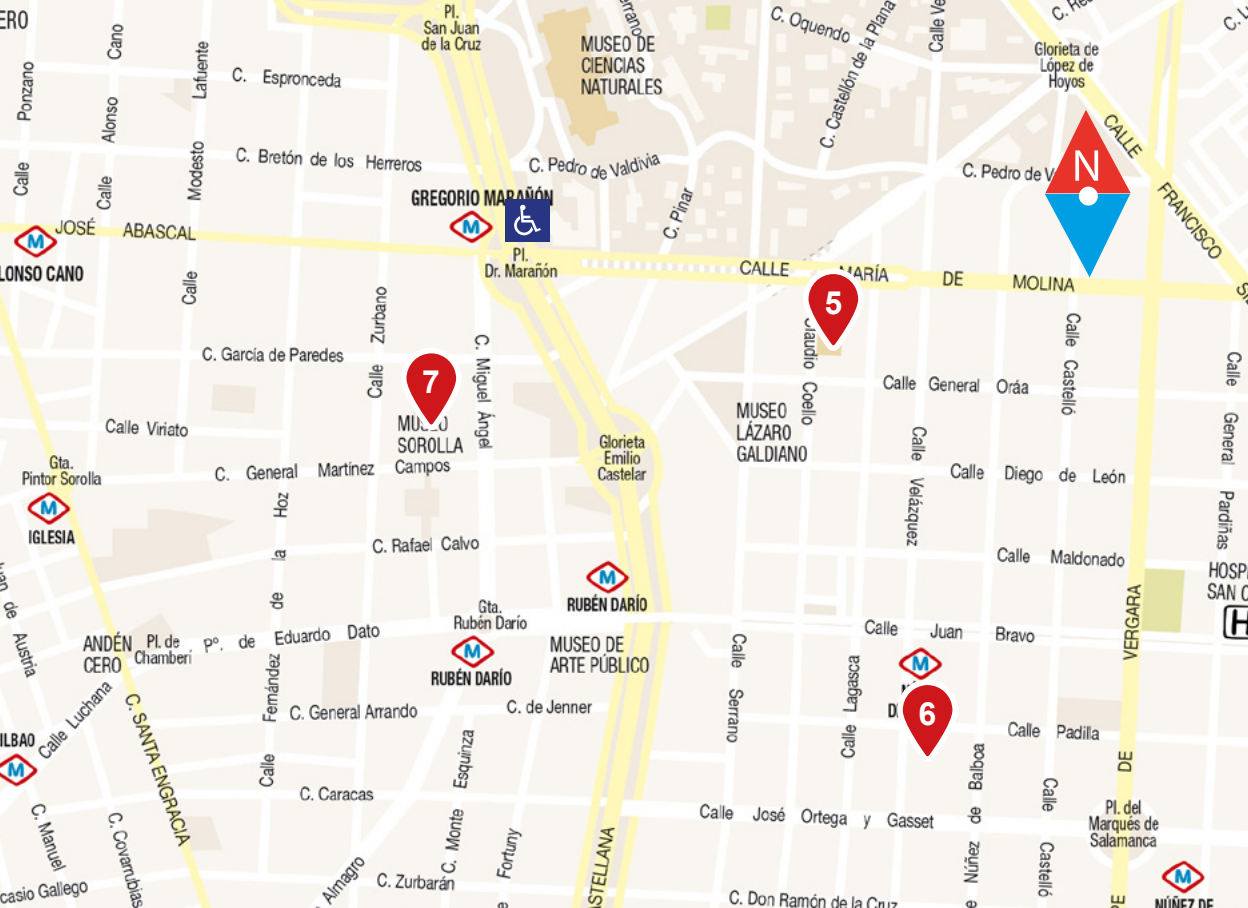 ERO
Pl.
San Juan
de la Cruz
MUSEO DE
CIENCIAS
NATURALES
C. Oquendo
C. Castellón de la Plana
Glorieta de
López de
Hoyos
Calle Ponzano
Calle Alonso Cano
Calle Modesto Lafuente
C. Espronceda
C. Bretón de los Herreros
C. Pedro de Valdivia
C. Pinar
C. Pedro de
N
CALLE FRANCISCO
GREGORIO MARAÑÓN
M
M
JOSÉ ABASCAL
LONSO CANO
Pl.
Dr. Marañón
CALLE MARÍA DE MOLINA
5
Claudio Coello
Calle Zurbano
C. Miguel Ángel
C. García de Paredes
7
MUSEO
SOROLLA
Calle Viriato
C. General Martínez Campos
Gta.
Pintor Sorolla
M
IGLESIA
Glorieta
Emilio
Castelar
MUSEO
LÁZARO
GALDIANO
Calle General Oráa
Calle Castelló
Calle General Pardiñas
Calle Velázquez
Calle Diego de León
Calle Maldonado
C. Rafael Calvo
M
RUBÉN DARÍO
HOSP
SAN C
H
Gta.
Rubén Darío
M
RUBÉN DARÍO
MUSEO DE
ARTE PÚBLICO
Calle Juan Bravo
ANDÉN
CERO
Pl. de
Chamberí
Pº. de Eduardo Dato
de Austria
Calle Fernández de la Hoz
Calle Luchana
ILBAO
M
C. SANTA ENGRACIA
C. General Arrando
C. de Jenner
Calle Serrano
Calle Lagasca
M
6
Calle Padilla
VERGARA
DE
C. Caracas
C. Monte Esquinza
Fortuny
Calle José Ortega y Gasset
Núñez de Balboa
Calle Castelló
Pl. del
Marqués de
Salamanca
C. Manuel
C. Covarrubias
casio Gallego
Almagro
C. Zurbarán
ASTELLANA
C. Don Ramón de la Cruz
M
NÚÑEZ DE